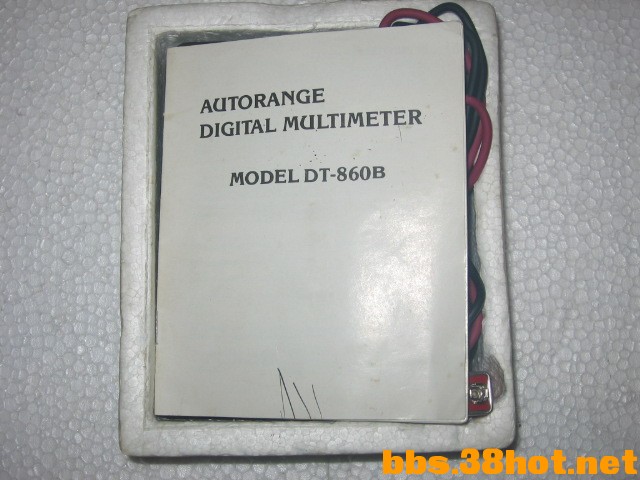 AUTORANGE
DIGITAL MULTIMETER
MODEL DT-860B
bbs.38hot.net